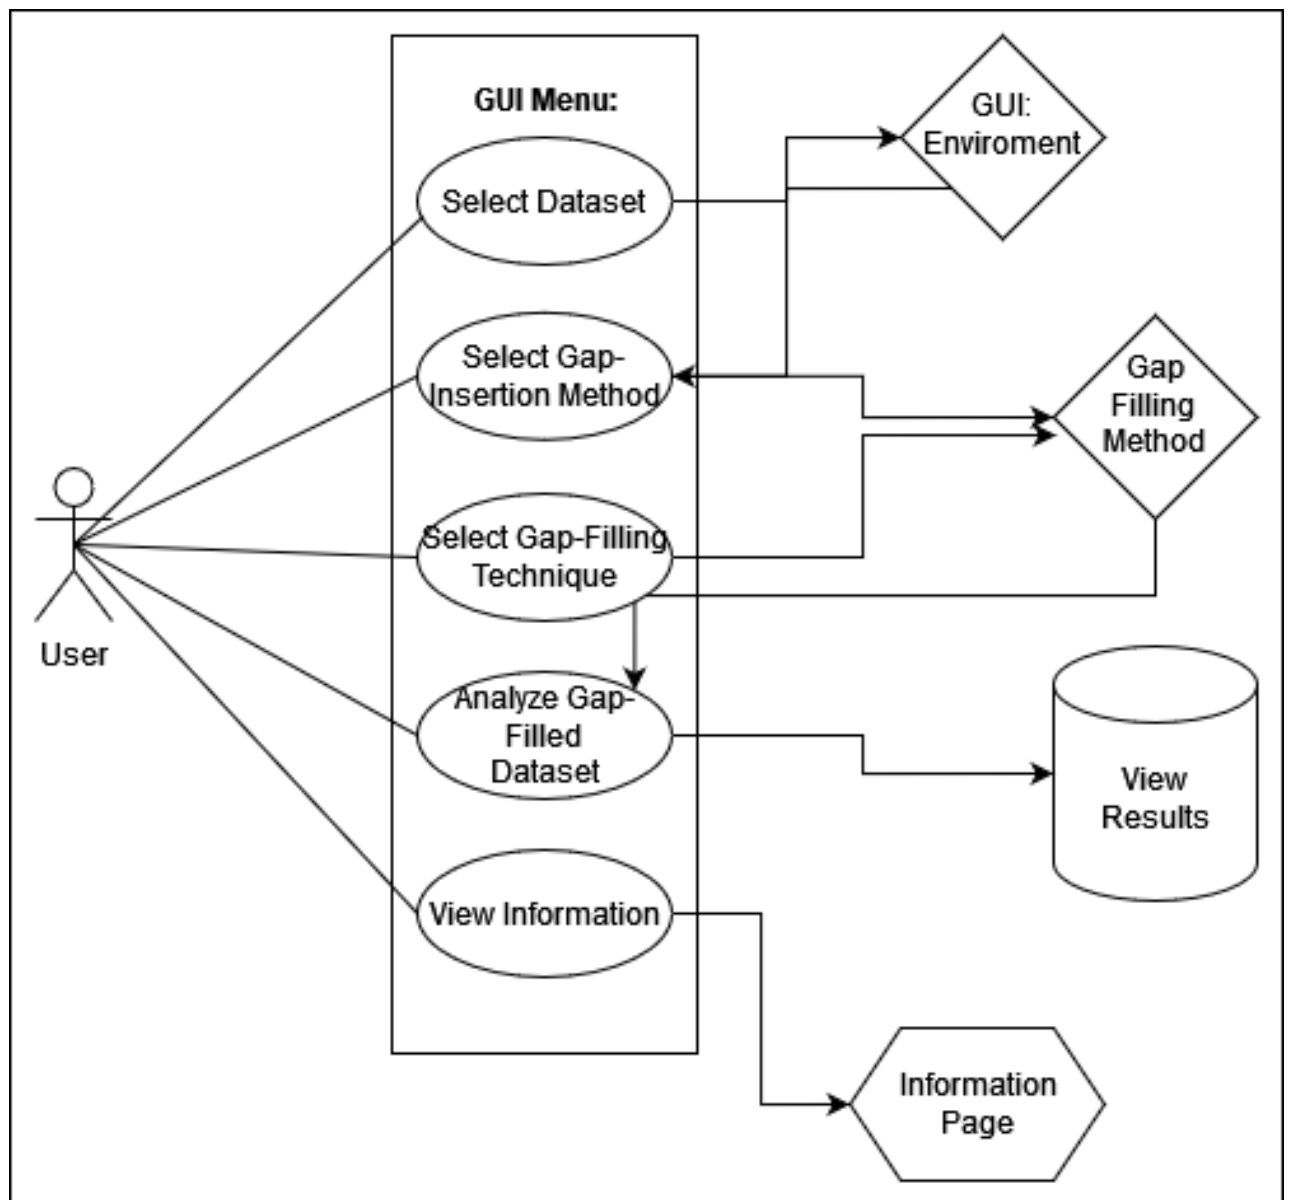 GUI Menu:
Select Dataset
Select Gap-
Insertion Method
Select Gap-Filling
Technique
Analyze Gap-
Filled
Dataset
View Information
User
GUI:
Enviroment
Gap
Filling
Method
View
Results
Information
Page